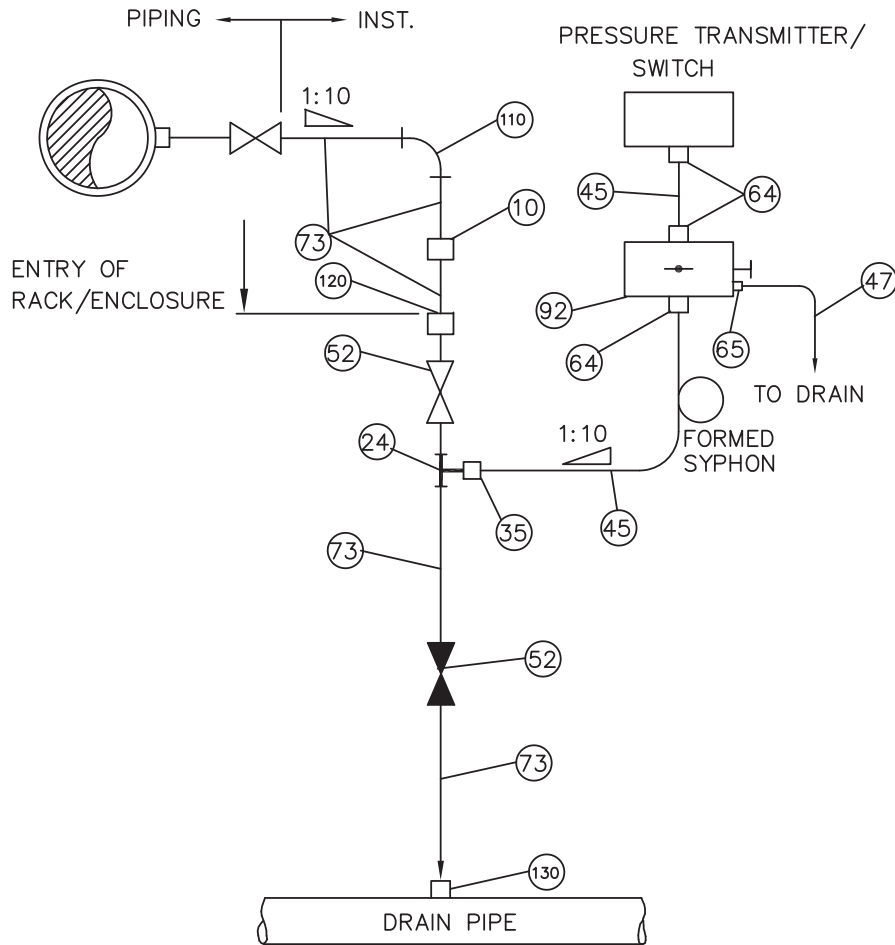 PIPING
INST.
PRESSURE TRANSMITTER/
SWITCH
1:10
110
45
64
10
73
ENTRY OF
RACK/ENCLOSURE
120
92
47
65
64
52
TO DRAIN
24
1:10
FORMED
SYPHON
35
45
73
52
73
130
DRAIN PIPE